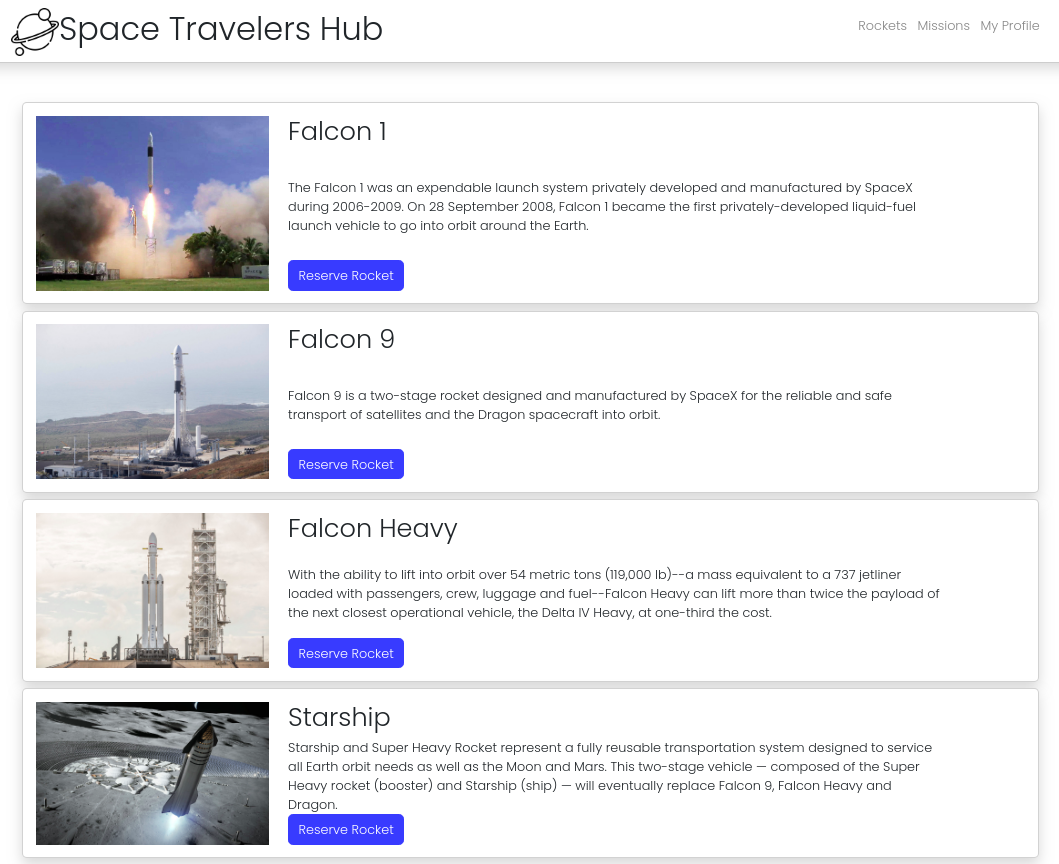 Space Travelers Hub
Rockets Missions My Profile
Falcon 1
The Falcon 1 was an expendable launch system privately developed and manufactured by SpaceX
during 2006-2009. On 28 September 2008, Falcon 1 became the first privately-developed liquid-fuel
launch vehicle to go into orbit around the Earth.
Reserve Rocket
Falcon 9
Falcon 9 is a two-stage rocket designed and manufactured by SpaceX for the reliable and safe
transport of satellites and the Dragon spacecraft into orbit.
Reserve Rocket
Falcon Heavy
With the ability to lift into orbit over 54 metric tons (119,000 lb)--a mass equivalent to a 737 jetliner
loaded with passengers, crew, luggage and fuel--Falcon Heavy can lift more than twice the payload of
the next closest operational vehicle, the Delta IV Heavy, at one-third the cost.
Reserve Rocket
Starship
Starship and Super Heavy Rocket represent a fully reusable transportation system designed to service
all Earth orbit needs as well as the Moon and Mars. This two-stage vehicle — composed of the Super
Heavy rocket (booster) and Starship (ship) — will eventually replace Falcon 9, Falcon Heavy and
Dragon.
Reserve Rocket